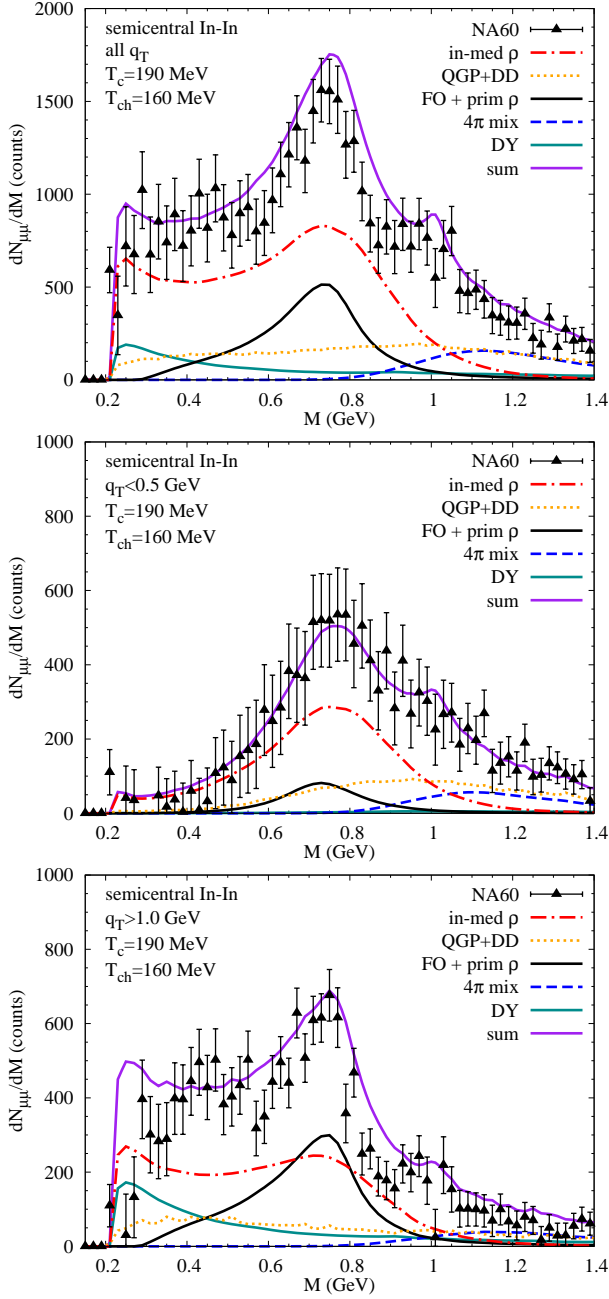 semicentral In-In
all q_T
T_c=190 MeV
T_ch=160 MeV
NA60
in-med ρ
QGP+DD
FO + prim ρ
4π mix
DY
sum
dN_μμ/dM (counts)
2000
1500
1000
500
0
0.2 0.4 0.6 0.8 1 1.2 1.4
M (GeV)
semicentral In-In
q_T<0.5 GeV
T_c=190 MeV
T_ch=160 MeV
NA60
in-med ρ
QGP+DD
FO + prim ρ
4π mix
DY
sum
dN_μμ/dM (counts)
1000
800
600
400
200
0
0.2 0.4 0.6 0.8 1 1.2 1.4
M (GeV)
semicentral In-In
q_T>1.0 GeV
T_c=190 MeV
T_ch=160 MeV
NA60
in-med ρ
QGP+DD
FO + prim ρ
4π mix
DY
sum
dN_μμ/dM (counts)
1000
800
600
400
200
0
0.2 0.4 0.6 0.8 1 1.2 1.4
M (GeV)